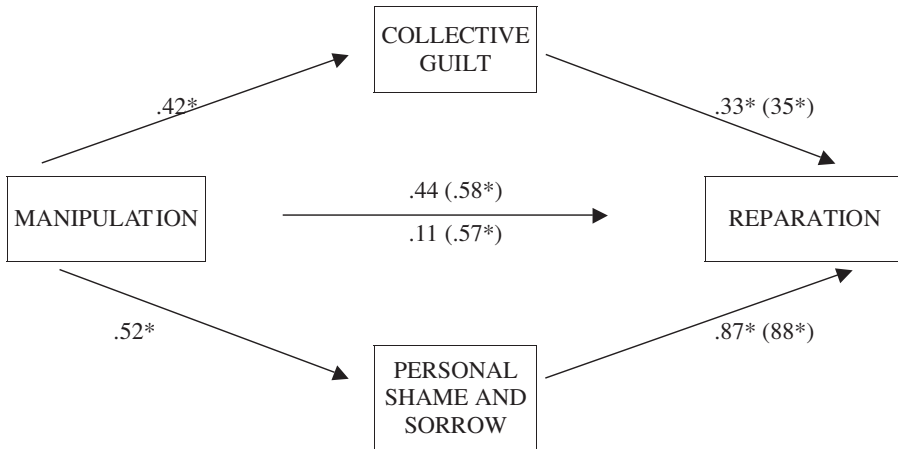 COLLECTIVE
GUILT
.42*
.33* (35*)
MANIPULATION
.44 (.58*)
.11 (.57*)
REPARATION
.52*
.87* (88*)
PERSONAL
SHAME AND
SORROW